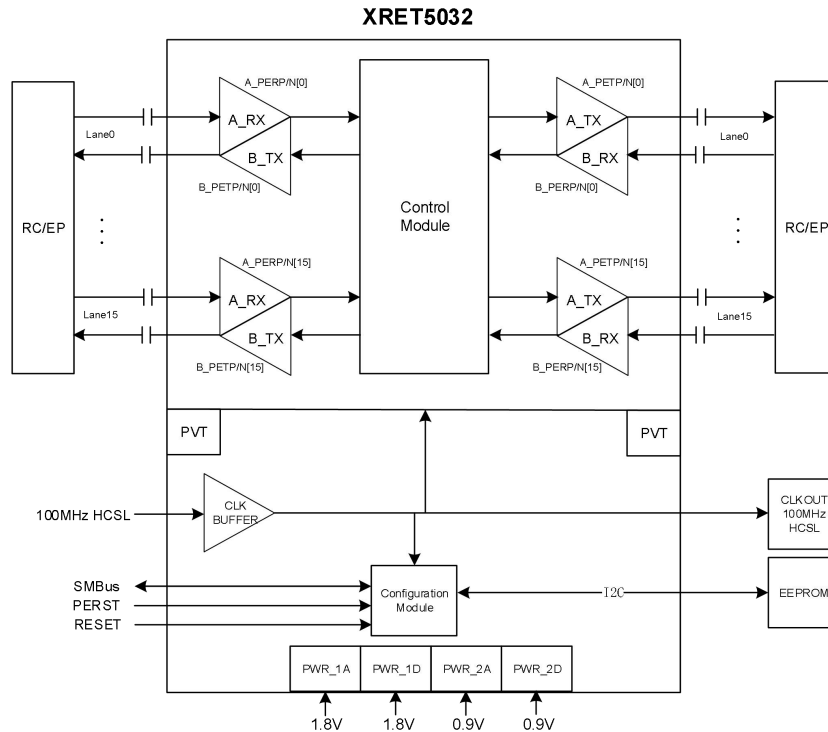 XRET5032
A_PERP/N[0]
A_PETP/N[0]
A_RX
A_TX
Lane0
Lane0
B_TX
B_RX
B_PETP/N[0]
B_PERP/N[0]
RC/EP
Control
Module
RC/EP
A_PERP/N[15]
A_PETP/N[15]
A_RX
A_TX
Lane15
Lane15
B_TX
B_RX
B_PETP/N[15]
B_PERP/N[15]
PVT
PVT
100MHz HCSL
CLK
BUFFER
CLKOUT
100MHz
HCSL
SMBus
PERST
RESET
Configuration
Module
I2C
EEPROM
PWR_1A
PWR_1D
PWR_2A
PWR_2D
1.8V
1.8V
0.9V
0.9V